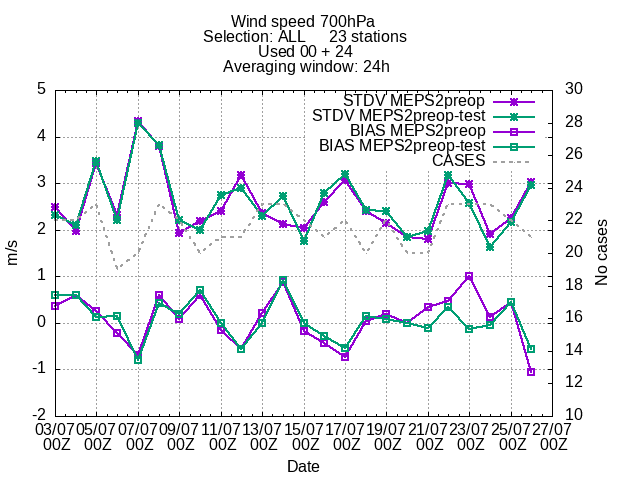 Wind speed 700hPa
Selection: ALL 23 stations
Used 00 + 24
Averaging window: 24h
STDV MEPS2preop
STDV MEPS2preop-test
BIAS MEPS2preop
BIAS MEPS2preop-test
CASES
m/s
5
4
3
2
1
0
-1
-2
No cases
30
28
26
24
22
20
18
16
14
12
10
03/07 05/07 07/07 09/07 11/07 13/07 15/07 17/07 19/07 21/07 23/07 25/07 27/07
00Z 00Z 00Z 00Z 00Z 00Z 00Z 00Z 00Z 00Z 00Z 00Z 00Z
Date